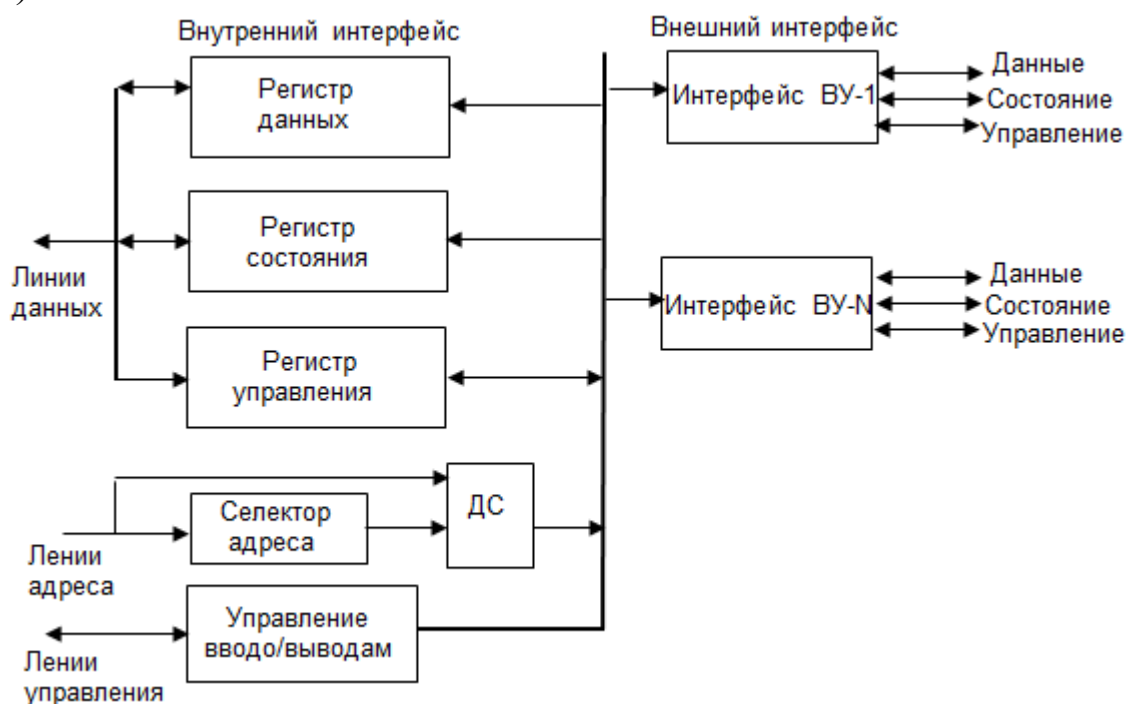 )
Внутренний интерфейс
Внешний интерфейс
Регистр
данных
Интерфейс ВУ-1
Данные
Состояние
Управление
Регистр
состояния
Линии
данных
Интерфейс ВУ-N
Данные
Состояние
Управление
Регистр
управления
Селектор
адреса
ДС
Лении
адреса
Управление
вводо/выводам
Лении
управления